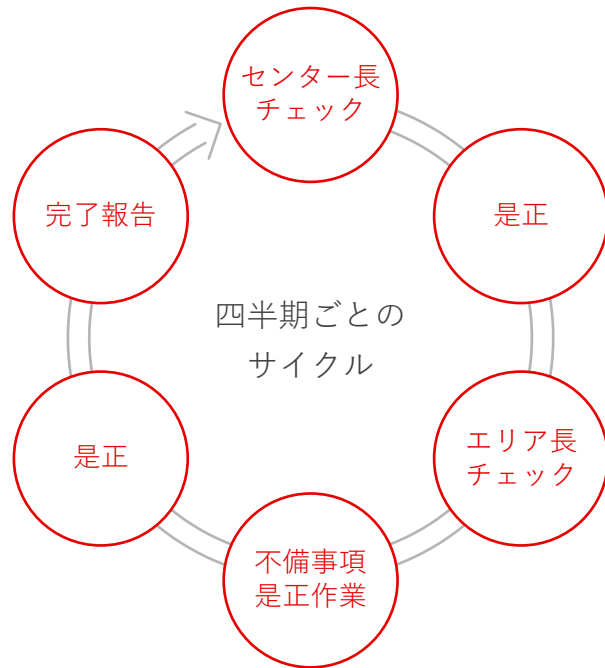 センター長
チェック
是正
エリア長
チェック
不備事項
是正作業
是正
完了報告
四半期ごとの
サイクル